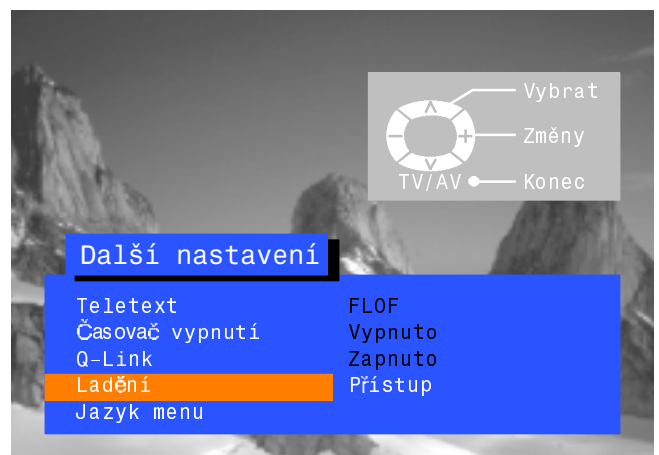 Vybrat
Změny
TV/AV Konec
Další nastavení
Teletext FLOF
Časovač vypnutí Vypnuto
Q-Link Zapnuto
Ladění Přístup
Jazyk menu